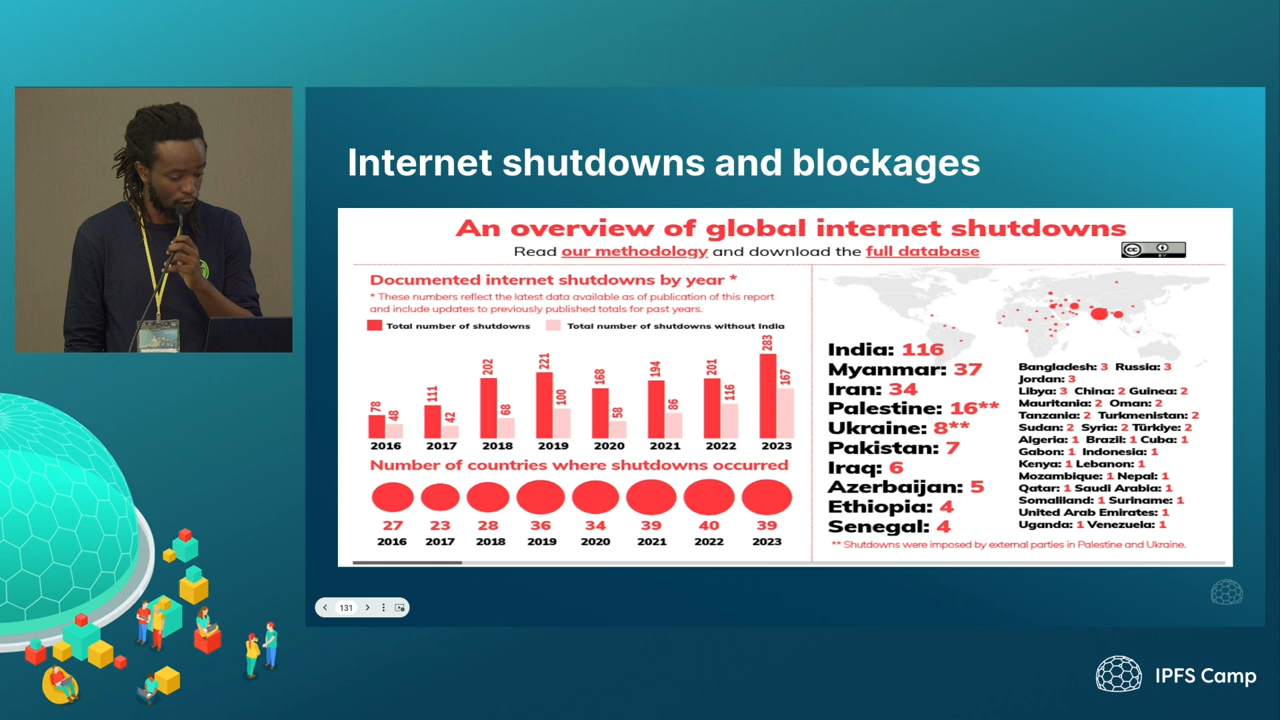 Internet shutdowns and blockages
An overview of global internet shutdowns
Read our methodology and download the full database
CC
BY
Documented internet shutdowns by year *
* These numbers reflect the latest data available as of publication of this report
and include updates to previously published totals for past years.
Total number of shutdowns Total number of shutdowns without India
78 48 111 42 202 68 221 100 168 58 194 86 201 116 283 167
2016 2017 2018 2019 2020 2021 2022 2023
Number of countries where shutdowns occurred
27 23 28 36 34 39 40 39
2016 2017 2018 2019 2020 2021 2022 2023
India: 116
Myanmar: 37
Iran: 34
Palestine: 16**
Ukraine: 8**
Pakistan: 7
Iraq: 6
Azerbaijan: 5
Ethiopia: 4
Senegal: 4
Bangladesh: 3 Russia: 3
Jordan: 3
Libya: 3 China: 2 Guinea: 2
Mauritania: 2 Oman: 2
Tanzania: 2 Turkmenistan: 2
Sudan: 2 Syria: 2 Türkiye: 2
Algeria: 1 Brazil: 1 Cuba: 1
Gabon: 1 Indonesia: 1
Kenya: 1 Lebanon: 1
Mozambique: 1 Nepal: 1
Qatar: 1 Saudi Arabia: 1
Somaliland: 1 Suriname: 1
United Arab Emirates: 1
Uganda: 1 Venezuela: 1
** Shutdowns were imposed by external parties in Palestine and Ukraine.
131
IPFS Camp